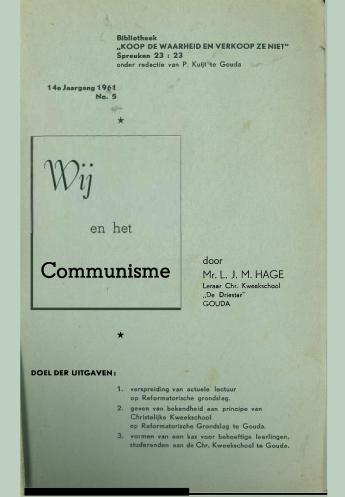 Bibliotheek
„KOOP DE WAARHEID EN VERKOOP ZE NIET"
Spreuken 23 : 23
onder redactie van P. Kuijt te Gouda
14e Jaargang 1961
No. 5
Wij
en het
Communisme
door
Mr. L. J. M. HAGE
Leraar Chr. Kweekschool
„De Driestar"
GOUDA
DOEL DER UITGAVEN:
1. verspreiding van actuele lectuur
op Reformatorische grondslag.
2. geven van bekendheid aan principe van
Christelijke Kweekschool
op Reformatorische Grondslag te Gouda.
3. vormen van een kas voor behoeftige leerlingen,
studerenden aan de Chr. Kweekschool te Gouda.